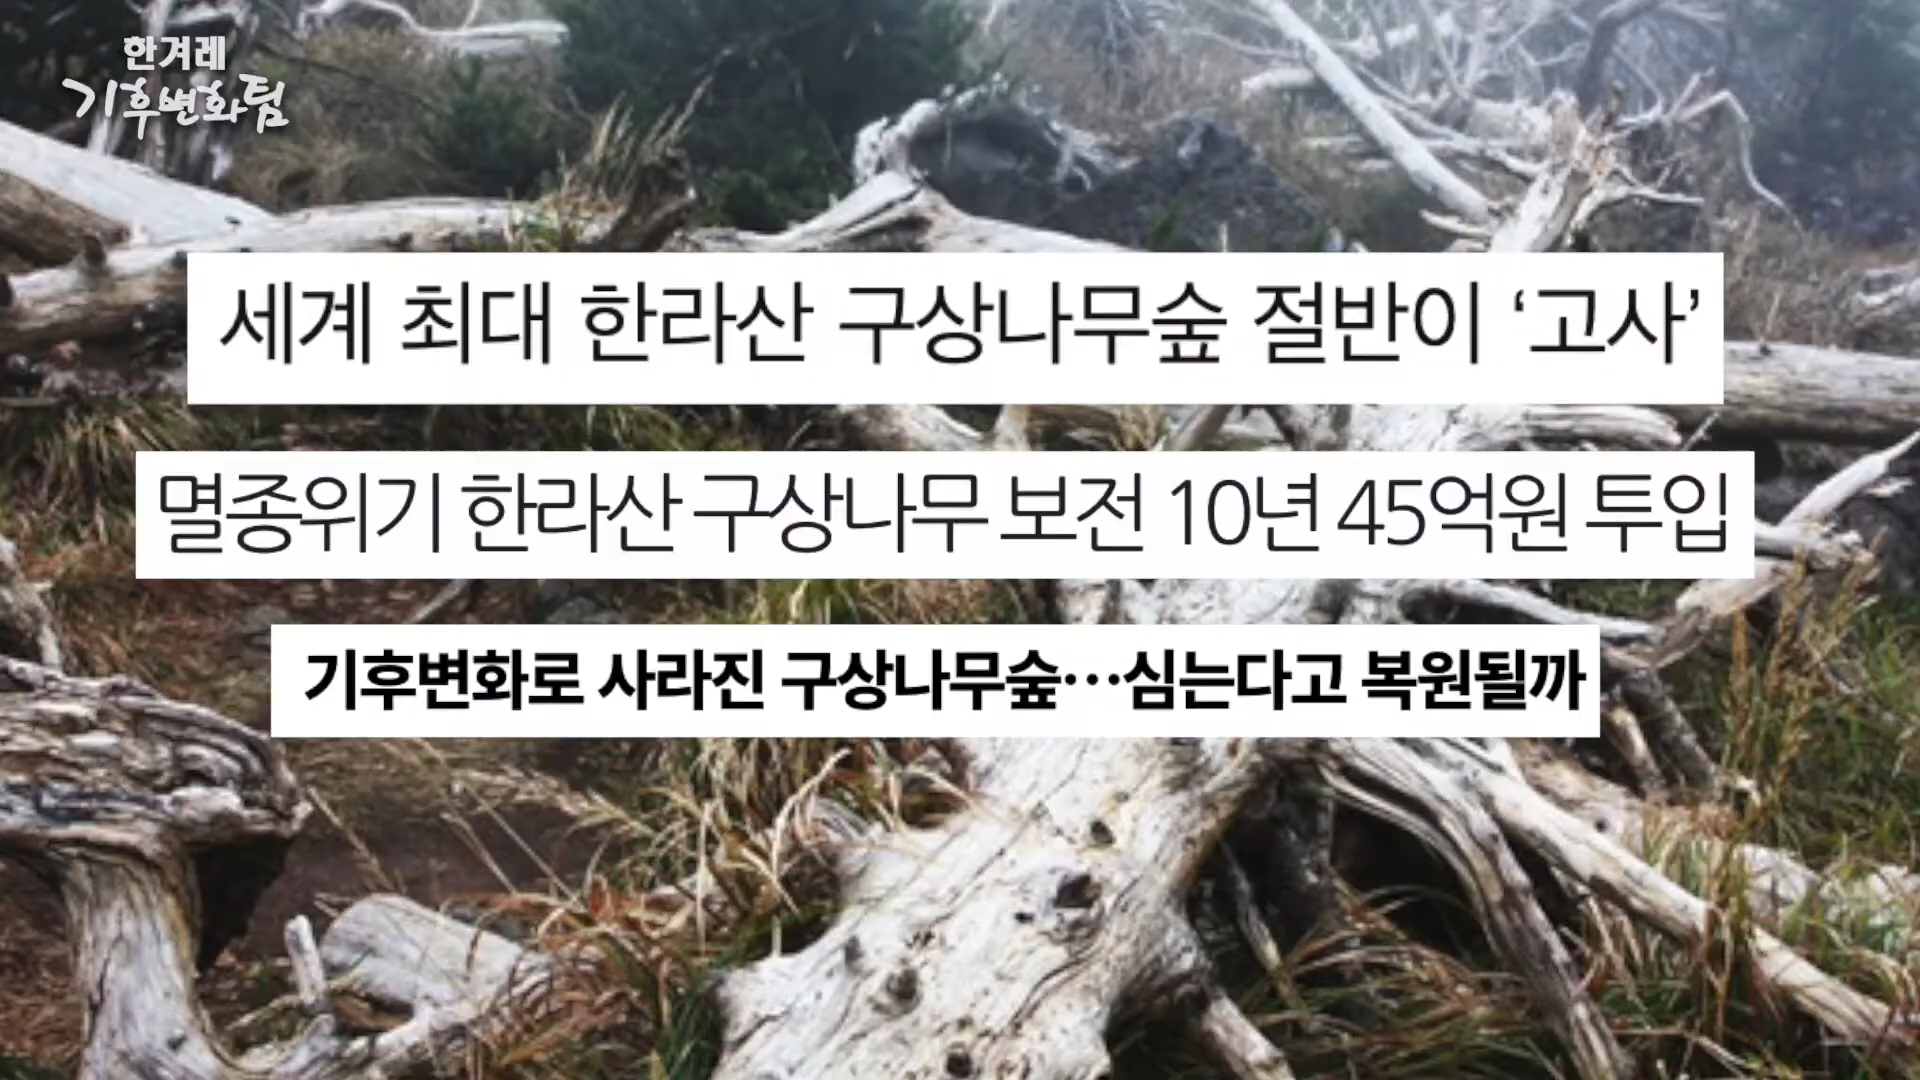 한겨레
기후변화팀
세계 최대 한라산 구상나무숲 절반이 ‘고사’
멸종위기 한라산 구상나무 보전 10년 45억원 투입
기후변화로 사라진 구상나무숲…심는다고 복원될까